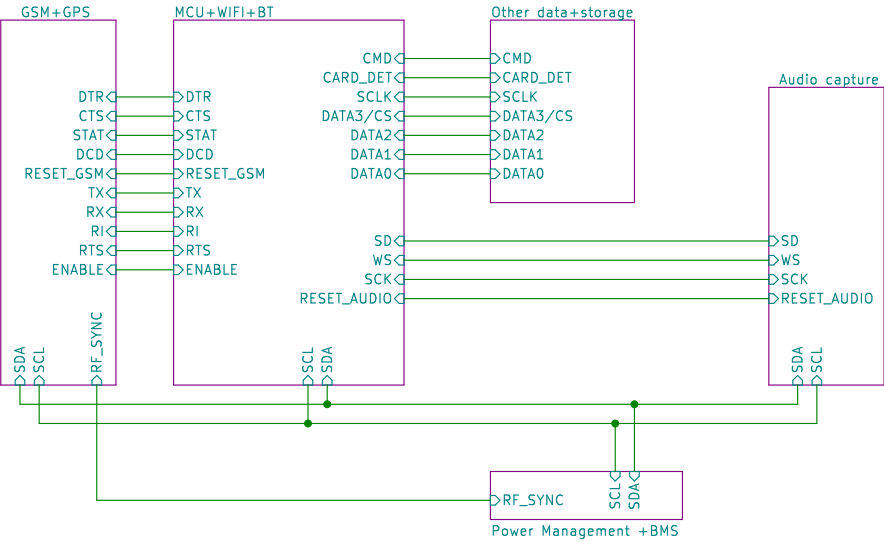 GSM+GPS
DTR
CTS
STAT
DCD
RESET_GSM
TX
RX
RI
RTS
ENABLE
SDA
SCL
RF_SYNC
MCU+WIFI+BT
DTR
CTS
STAT
DCD
RESET_GSM
TX
RX
RI
RTS
ENABLE
CMD
CARD_DET
SCLK
DATA3/CS
DATA2
DATA1
DATA0
SD
WS
SCK
RESET_AUDIO
SCL
SDA
Other data+storage
CMD
CARD_DET
SCLK
DATA3/CS
DATA2
DATA1
DATA0
Audio capture
SD
WS
SCK
RESET_AUDIO
SDA
SCL
RF_SYNC
SCL
SDA
Power Management +BMS